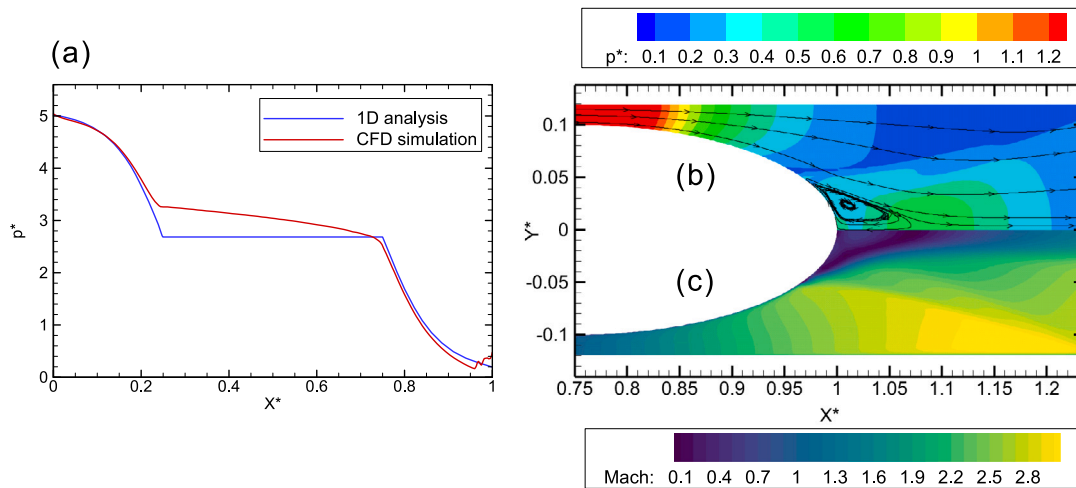 (a)
1D analysis
CFD simulation
p*
5
4
3
2
1
0
0 0.2 0.4 0.6 0.8 1
X*
p*: 0.1 0.2 0.3 0.4 0.5 0.6 0.7 0.8 0.9 1 1.1 1.2
(b)
(c)
Y*
0.1
0.05
0
-0.05
-0.1
0.75 0.8 0.85 0.9 0.95 1 1.05 1.1 1.15 1.2
X*
Mach: 0.1 0.4 0.7 1 1.3 1.6 1.9 2.2 2.5 2.8